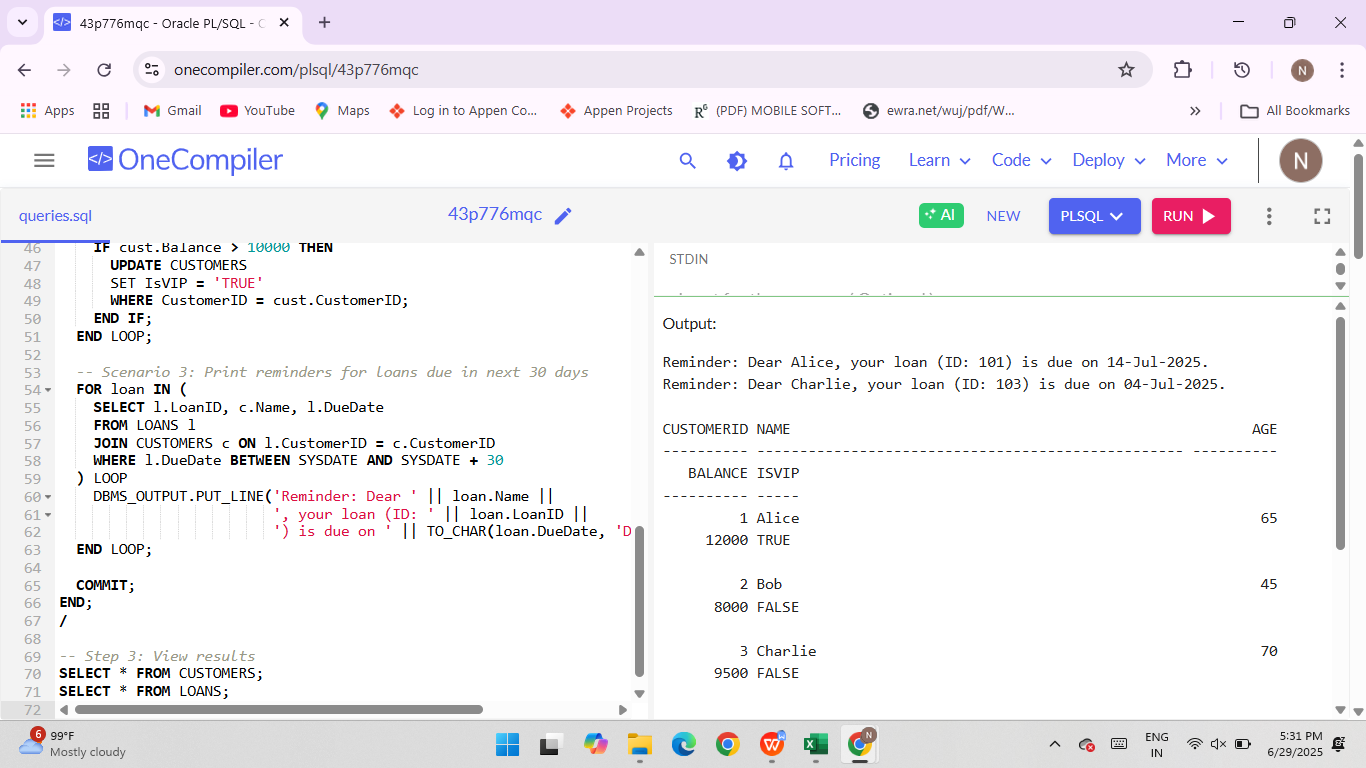 43p776mqc - Oracle PL/SQL - C
onecompiler.com/plsql/43p776mqc
N
Apps
Gmail
YouTube
Maps
Log in to Appen Co...
Appen Projects
(PDF) MOBILE SOFT...
ewra.net/wuj/pdf/W...
»
All Bookmarks
OneCompiler
Pricing
Learn
Code
Deploy
More
N
queries.sql
43p776mqc
AI
NEW
PLSQL
RUN
46 IF cust.Balance > 10000 THEN
47 UPDATE CUSTOMERS
48 SET IsVIP = 'TRUE'
49 WHERE CustomerID = cust.CustomerID;
50 END IF;
51 END LOOP;
52
53 -- Scenario 3: Print reminders for loans due in next 30 days
54 FOR loan IN (
55 SELECT l.LoanID, c.Name, l.DueDate
56 FROM LOANS l
57 JOIN CUSTOMERS c ON l.CustomerID = c.CustomerID
58 WHERE l.DueDate BETWEEN SYSDATE AND SYSDATE + 30
59 ) LOOP
60 DBMS_OUTPUT.PUT_LINE('Reminder: Dear ' || loan.Name ||
61 ', your loan (ID: ' || loan.LoanID ||
62 ') is due on ' || TO_CHAR(loan.DueDate, 'D
63 END LOOP;
64
65 COMMIT;
66 END;
67 /
68
69 -- Step 3: View results
70 SELECT * FROM CUSTOMERS;
71 SELECT * FROM LOANS;
72
STDIN
Output:
Reminder: Dear Alice, your loan (ID: 101) is due on 14-Jul-2025.
Reminder: Dear Charlie, your loan (ID: 103) is due on 04-Jul-2025.
CUSTOMERID NAME AGE
---------- -------------------------------------------------- ----------
BALANCE ISVIP
---------- -----
1 Alice 65
12000 TRUE
2 Bob 45
8000 FALSE
3 Charlie 70
9500 FALSE
6
99°F
Mostly cloudy
N
ENG
IN
5:31 PM
6/29/2025